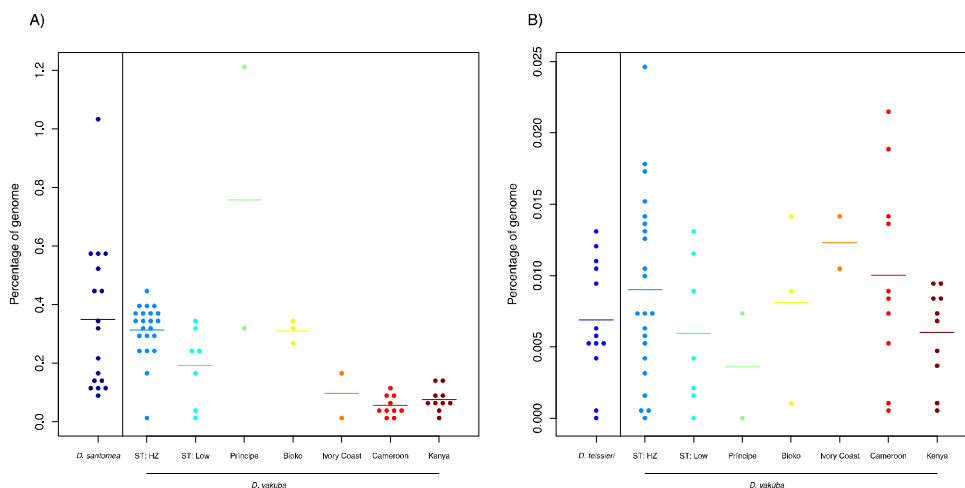 A)
Percentage of genome
1.2
1.0
0.8
0.6
0.4
0.2
0.0
D. santomea ST: HZ ST: Low Príncipe Bioko Ivory Coast Cameroon Kenya
D. yakuba
B)
Percentage of genome
0.025
0.020
0.015
0.010
0.005
0.000
D. teissieri ST: HZ ST: Low Príncipe Bioko Ivory Coast Cameroon Kenya
D. yakuba